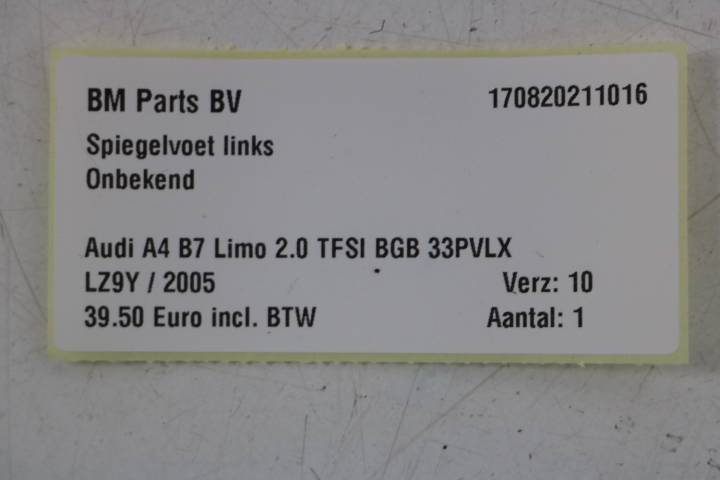 BM Parts BV 170820211016
Spiegelvoet links
Onbekend
Audi A4 B7 Limo 2.0 TFSI BGB 33PVLX
LZ9Y / 2005 Verz: 10
39.50 Euro incl. BTW Aantal: 1